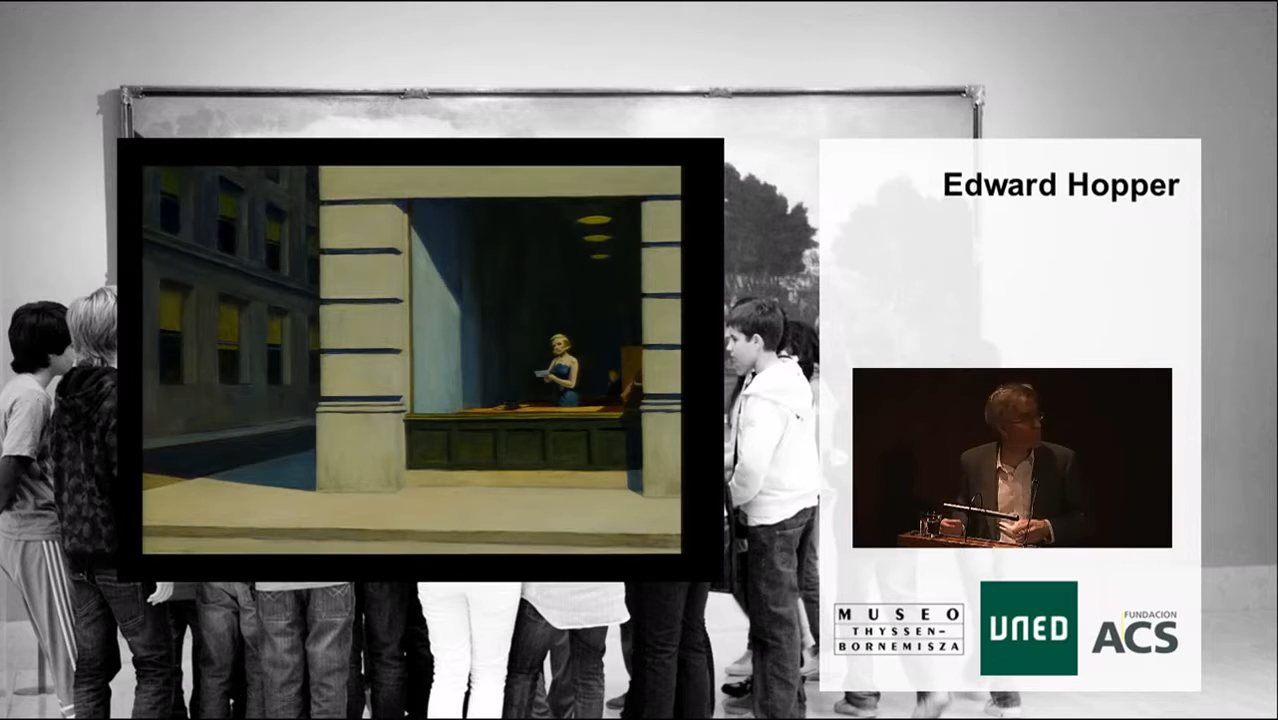 Edward Hopper
MUSEO
THYSSEN-
BORNEMISZA
UNED
FUNDACION
ACS